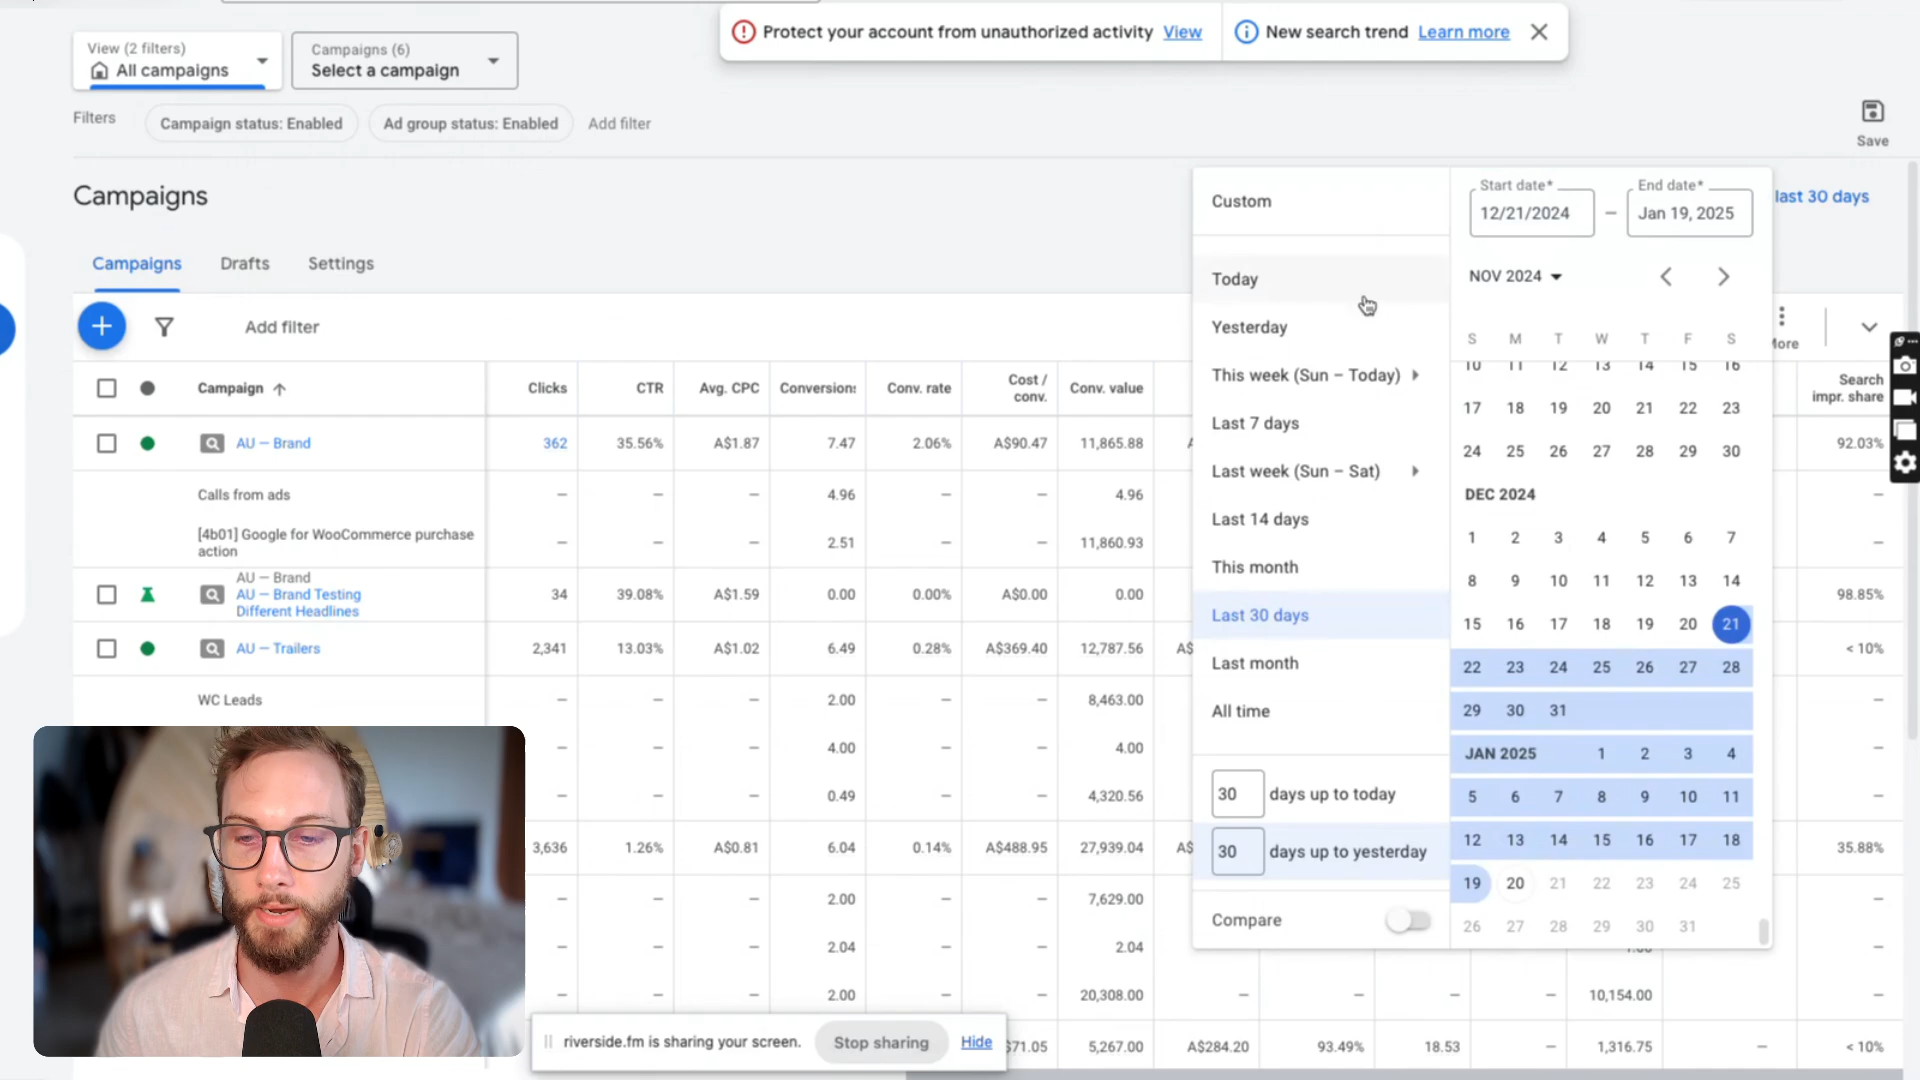 View (2 filters)
All campaigns
Campaigns (6)
Select a campaign
Protect your account from unauthorized activity View
New search trend Learn more
Filters
Campaign status: Enabled
Ad group status: Enabled
Add filter
Save
Campaigns
last 30 days
Campaigns
Drafts
Settings
Add filter
Campaign Clicks CTR Avg. CPC Conversions Conv. rate Cost / conv. Conv. value Search impr. share
AU – Brand 362 35.56% A$1.87 7.47 2.06% A$90.47 11,865.88 92.03%
Calls from ads – – – 4.96 – – 4.96 –
[4b01] Google for WooCommerce purchase
action – – – 2.51 – – 11,860.93 –
AU – Brand
AU – Brand Testing
Different Headlines 34 39.08% A$1.59 0.00 0.00% A$0.00 0.00 98.85%
AU – Trailers 2,341 13.03% A$1.02 6.49 0.28% A$369.40 12,787.56 A$ < 10%
WC Leads – – – 2.00 – – 8,463.00 –
– – – 4.00 – – 4.00 –
– – – 0.49 – – 4,320.56 –
3,636 1.26% A$0.81 6.04 0.14% A$488.95 27,939.04 A$ 35.88%
– – – 2.00 – – 7,629.00 –
– – – 2.04 – – 2.04 –
– – – 2.00 – – 20,308.00 – – – – 10,154.00 –
$71.05 5,267.00 A$284.20 93.49% 18.53 – 1,316.75 – < 10%
Custom
Today
Yesterday
This week (Sun – Today)
Last 7 days
Last week (Sun – Sat)
Last 14 days
This month
Last 30 days
Last month
All time
30 days up to today
30 days up to yesterday
Compare
Start date*
12/21/2024
–
End date*
Jan 19, 2025
NOV 2024
S M T W T F S
10 11 12 13 14 15 16
17 18 19 20 21 22 23
24 25 26 27 28 29 30
DEC 2024
1 2 3 4 5 6 7
8 9 10 11 12 13 14
15 16 17 18 19 20 21
22 23 24 25 26 27 28
29 30 31
JAN 2025 1 2 3 4
5 6 7 8 9 10 11
12 13 14 15 16 17 18
19 20 21 22 23 24 25
26 27 28 29 30 31
riverside.fm is sharing your screen.
Stop sharing
Hide